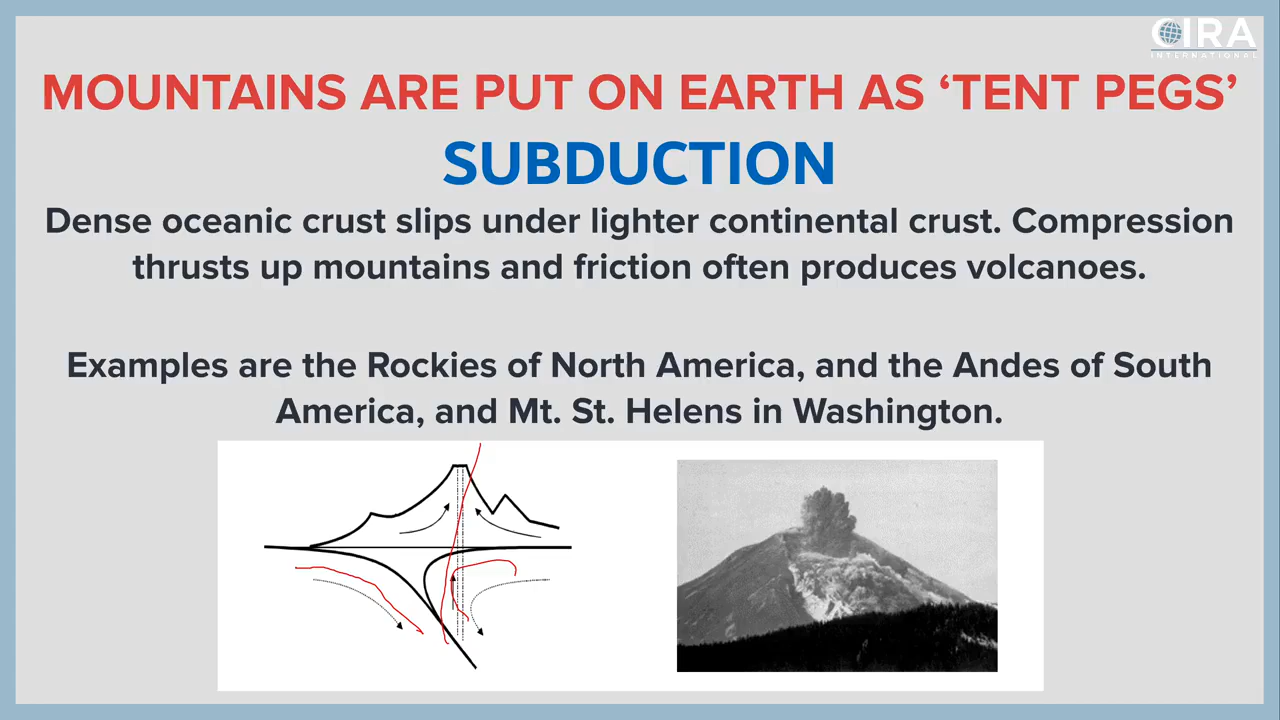 CIRA
INTERNATIONAL
MOUNTAINS ARE PUT ON EARTH AS ‘TENT PEGS’
SUBDUCTION
Dense oceanic crust slips under lighter continental crust. Compression
thrusts up mountains and friction often produces volcanoes.
Examples are the Rockies of North America, and the Andes of South
America, and Mt. St. Helens in Washington.